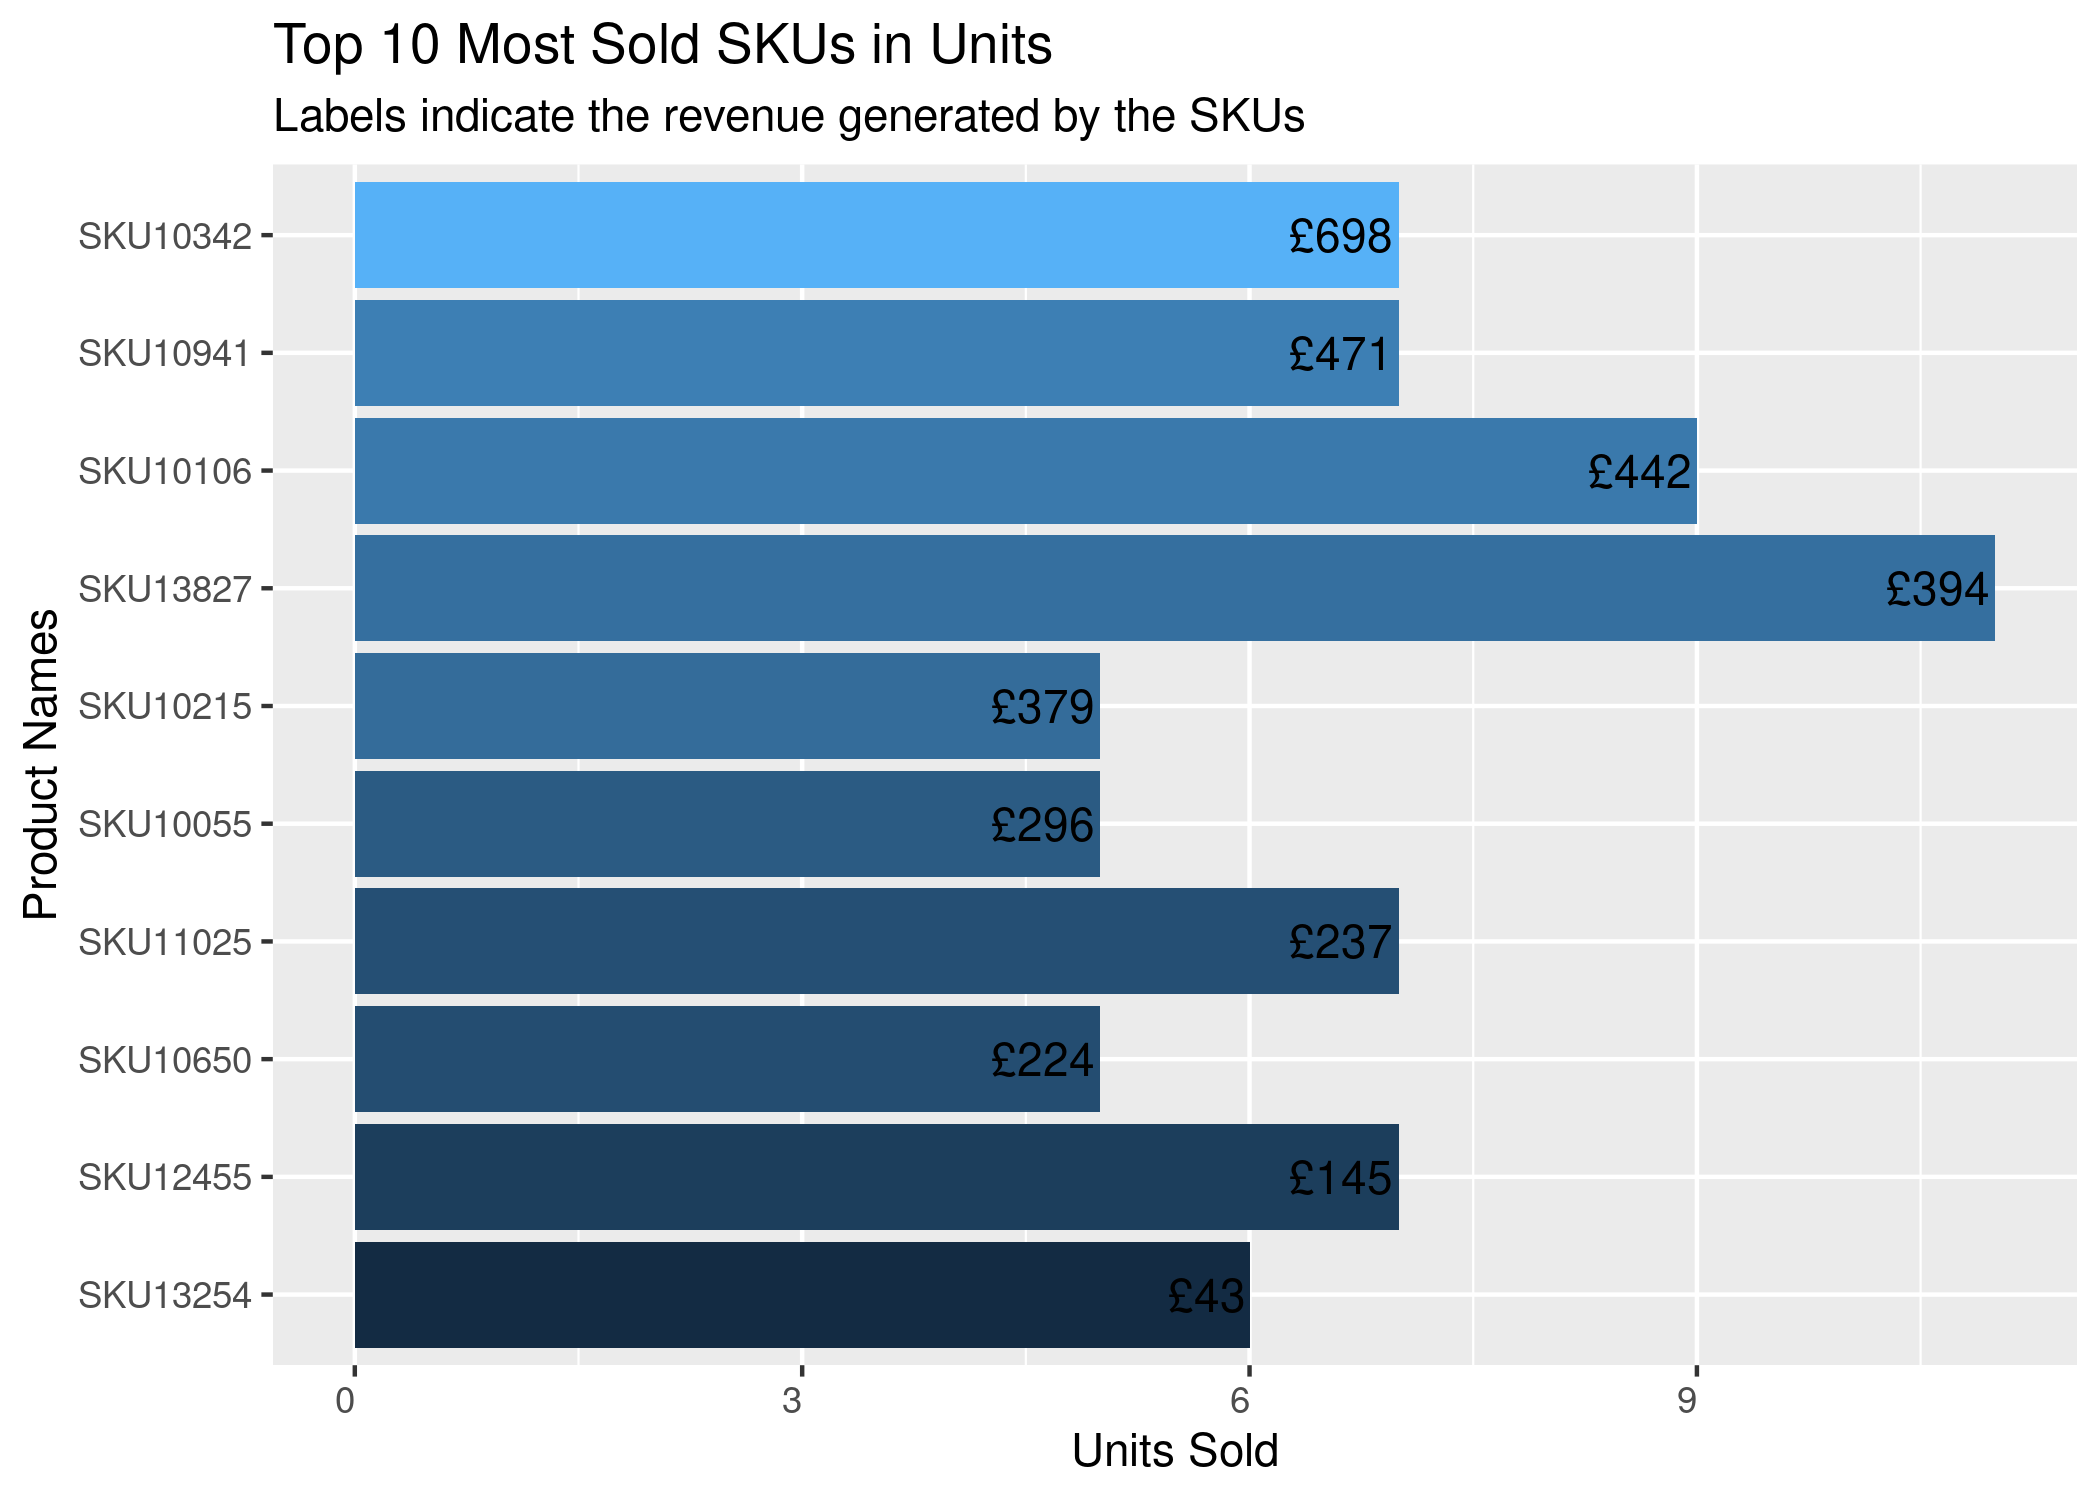 Top 10 Most Sold SKUs in Units
Labels indicate the revenue generated by the SKUs
Product Names
SKU10342 £698
SKU10941 £471
SKU10106 £442
SKU13827 £394
SKU10215 £379
SKU10055 £296
SKU11025 £237
SKU10650 £224
SKU12455 £145
SKU13254 £43
0 3 6 9
Units Sold